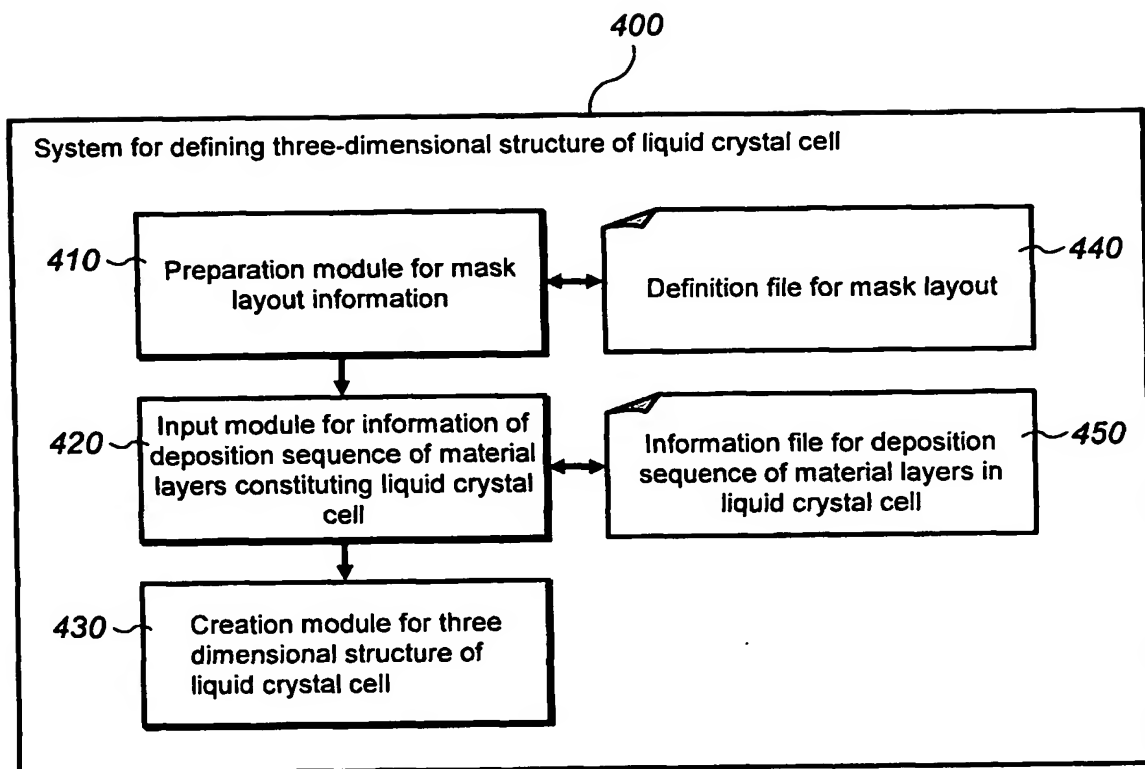 400
System for defining three-dimensional structure of liquid crystal cell
410
Preparation module for mask
layout information
440
Definition file for mask layout
420
Input module for information of
deposition sequence of material
layers constituting liquid crystal
cell
450
Information file for deposition
sequence of material layers in
liquid crystal cell
430
Creation module for three
dimensional structure of
liquid crystal cell